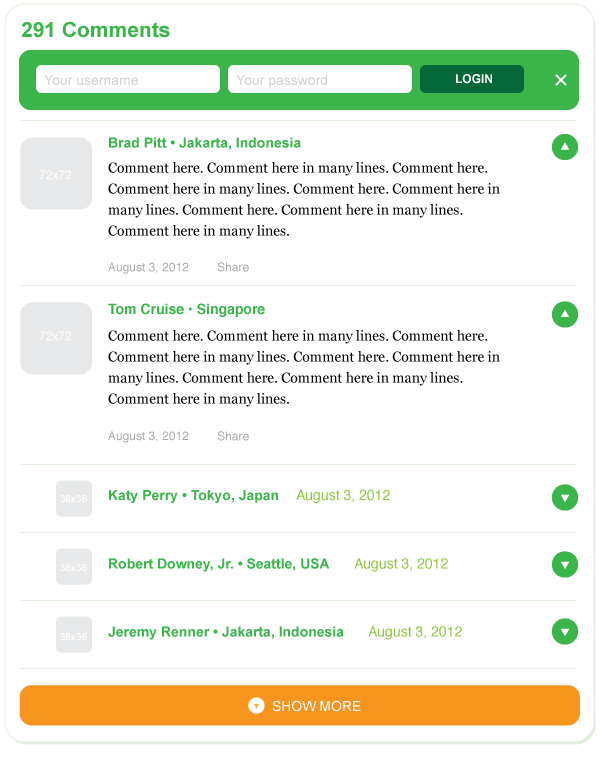 291 Comments
Your username Your password LOGIN
Brad Pitt • Jakarta, Indonesia
72x72
Comment here. Comment here in many lines. Comment here.
Comment here in many lines. Comment here. Comment here in
many lines. Comment here. Comment here in many lines.
Comment here in many lines.
August 3, 2012 Share
Tom Cruise • Singapore
72x72
Comment here. Comment here in many lines. Comment here.
Comment here in many lines. Comment here. Comment here in
many lines. Comment here. Comment here in many lines.
Comment here in many lines.
August 3, 2012 Share
36x36 Katy Perry • Tokyo, Japan August 3, 2012
36x36 Robert Downey, Jr. • Seattle, USA August 3, 2012
36x36 Jeremy Renner • Jakarta, Indonesia August 3, 2012
SHOW MORE